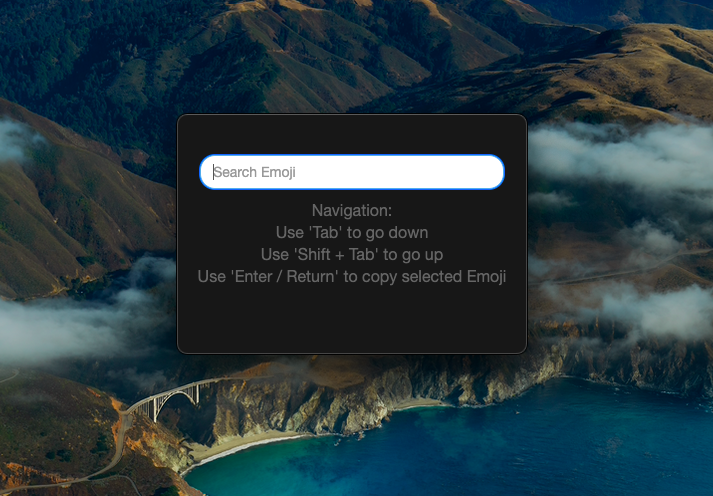 Search Emoji
Navigation:
Use 'Tab' to go down
Use 'Shift + Tab' to go up
Use 'Enter / Return' to copy selected Emoji